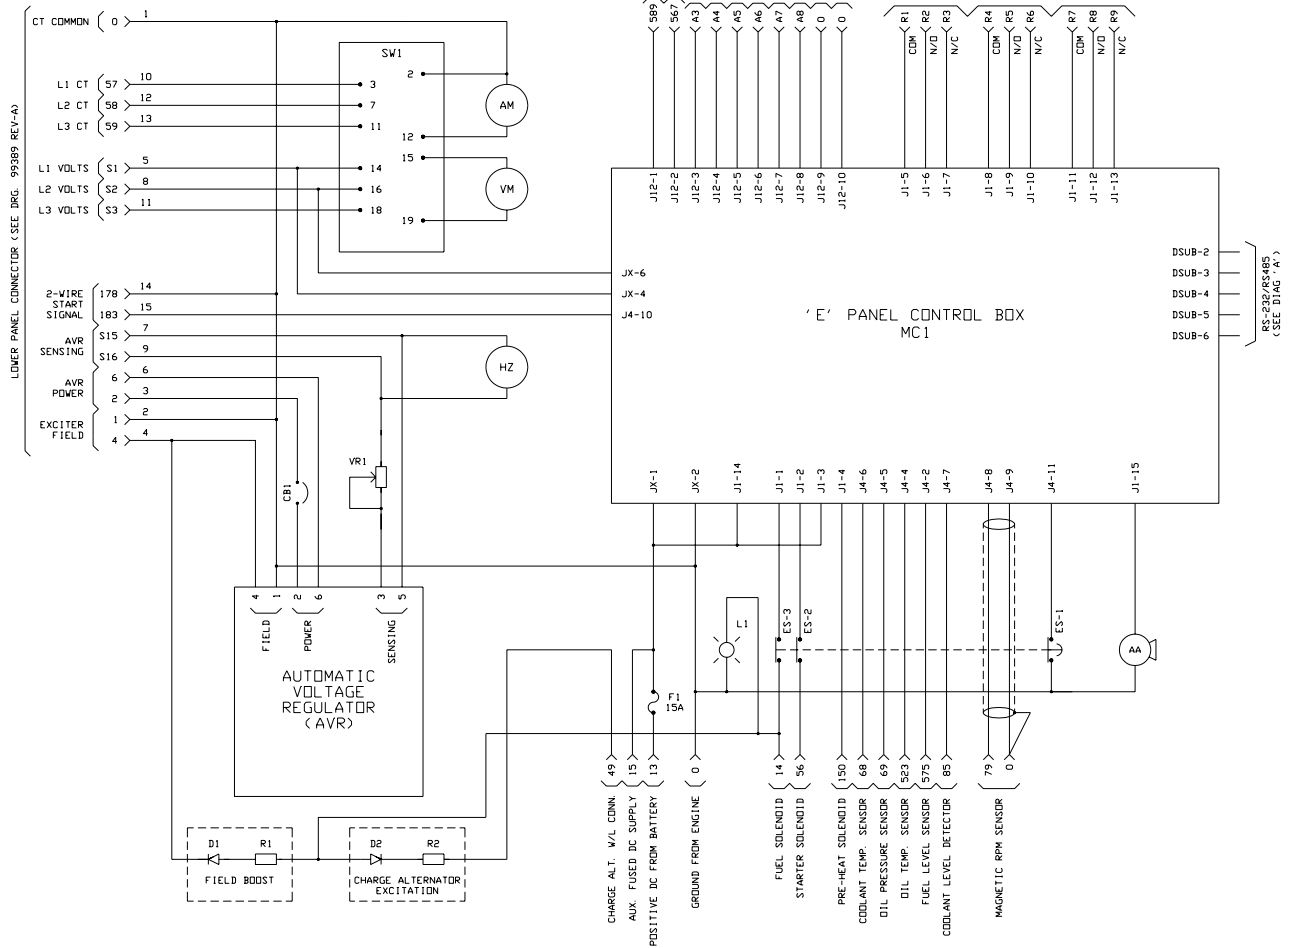 589
567
A3
A4
A5
A6
A7
A8
0
0
R1
R2
R3
R4
R5
R6
R7
R8
R9
COM
N/O
N/C
COM
N/O
N/C
COM
N/O
N/C
LOWER PANEL CONNECTOR (SEE DRG. 99389 REV-A)
CT COMMON 0 1
L1 CT 57 10
L2 CT 58 12
L3 CT 59 13
L1 VOLTS S1 5
L2 VOLTS S2 8
L3 VOLTS S3 11
SW1
2
3
7
11
12
15
14
16
18
19
AM
VM
2-WIRE
START
SIGNAL
178 14
183 15
AVR
SENSING
S15 7
S16 9
AVR
POWER
6 6
2 3
EXCITER
FIELD
1 2
4 4
HZ
VR1
CB1
J12-1
J12-2
J12-3
J12-4
J12-5
J12-6
J12-7
J12-8
J12-9
J12-10
J1-5
J1-6
J1-7
J1-8
J1-9
J1-10
J1-11
J1-12
J1-13
JX-6
JX-4
J4-10
'E' PANEL CONTROL BOX
MC1
DSUB-2
DSUB-3
DSUB-4
DSUB-5
DSUB-6
RS-232/RS485
(SEE DIAG 'A')
JX-1
JX-2
J1-14
J1-1
J1-2
J1-3
J1-4
J4-6
J4-5
J4-4
J4-2
J4-7
J4-8
J4-9
J4-11
J1-15
4
1
2
6
3
5
FIELD
POWER
SENSING
AUTOMATIC
VOLTAGE
REGULATOR
(AVR)
L1
ES-3
ES-2
ES-1
AA
F1
15A
D1
R1
FIELD BOOST
D2
R2
CHARGE ALTERNATOR
EXCITATION
49
15
13
0
14
56
150
68
69
523
575
85
79
0
CHARGE ALT. W/L CONN.
AUX. FUSED DC SUPPLY
POSITIVE DC FROM BATTERY
GROUND FROM ENGINE
FUEL SOLENOID
STARTER SOLENOID
PRE-HEAT SOLENOID
COOLANT TEMP. SENSOR
OIL PRESSURE SENSOR
OIL TEMP. SENSOR
FUEL LEVEL SENSOR
COOLANT LEVEL DETECTOR
MAGNETIC RPM SENSOR